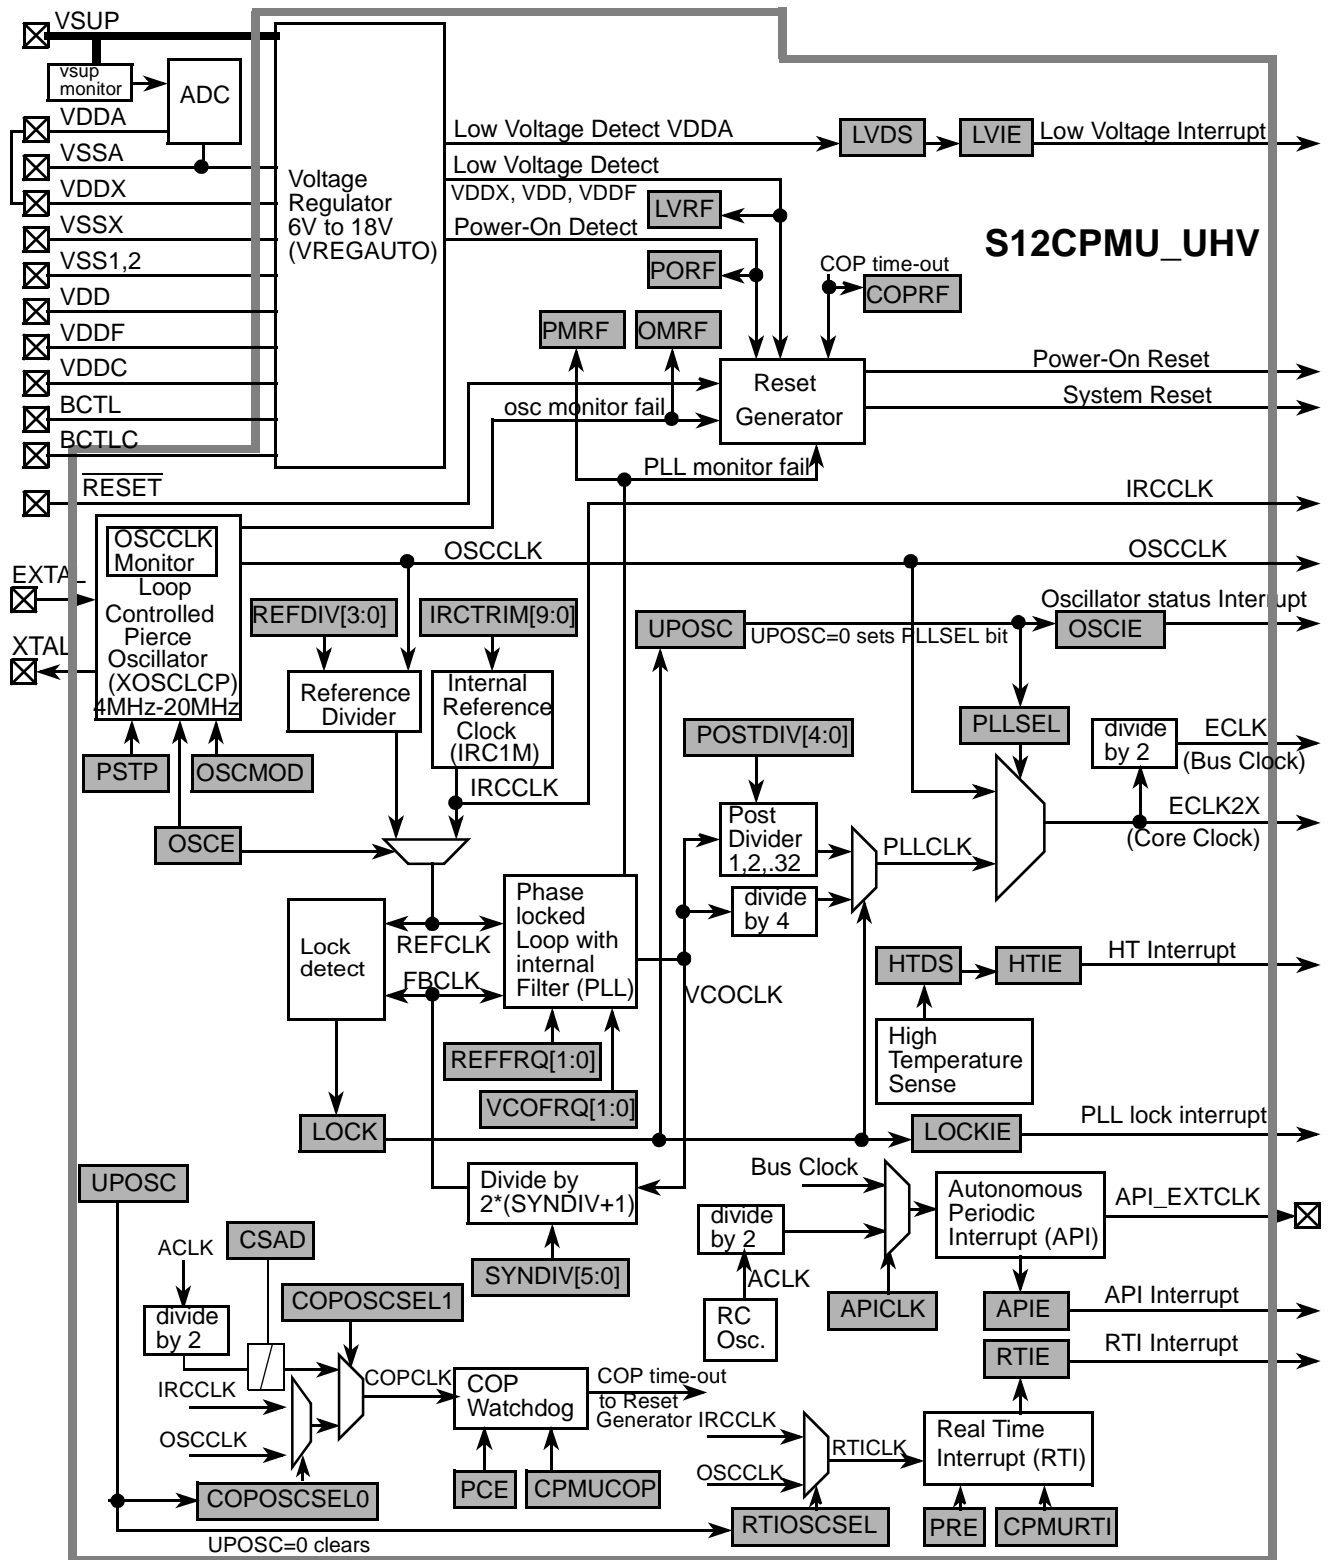 VSUP
vsup
monitor
ADC
VDDA
VSSA
VDDX
VSSX
VSS1,2
VDD
VDDF
VDDC
BCTL
BCTLC
RESET
Voltage
Regulator
6V to 18V
(VREGAUTO)
Low Voltage Detect VDDA
Low Voltage Detect
VDDX, VDD, VDDF
Power-On Detect
LVDS
LVIE
Low Voltage Interrupt
LVRF
PORF
S12CPMU_UHV
COP time-out
COPRF
PMRF
OMRF
osc monitor fail
PLL monitor fail
Reset
Generator
Power-On Reset
System Reset
IRCCLK
OSCCLK
Monitor
Loop
Controlled
Pierce
Oscillator
(XOSCLCP)
4MHz-20MHz
EXTAL
XTAL
OSCCLK
OSCCLK
REFDIV[3:0]
IRCTRIM[9:0]
UPOSC
UPOSC=0 sets PLLSEL bit
Oscillator status Interrupt
OSCIE
Reference
Divider
Internal
Reference
Clock
(IRC1M)
PSTP
OSCMOD
OSCE
IRCCLK
POSTDIV[4:0]
PLLSEL
divide
by 2
ECLK
(Bus Clock)
ECLK2X
(Core Clock)
Post
Divider
1,2,.32
divide
by 4
PLLCLK
Lock
detect
REFCLK
FBCLK
Phase
locked
Loop with
internal
Filter (PLL)
VCOCLK
REFFRQ[1:0]
VCOFRQ[1:0]
HTDS
HTIE
HT Interrupt
High
Temperature
Sense
LOCK
LOCKIE
PLL lock interrupt
UPOSC
Divide by
2*(SYNDIV+1)
SYNDIV[5:0]
Bus Clock
divide
by 2
ACLK
RC
Osc.
APICLK
Autonomous
Periodic
Interrupt (API)
API_EXTCLK
APIE
API Interrupt
RTIE
RTI Interrupt
ACLK
CSAD
divide
by 2
COPOSCSEL1
IRCCLK
OSCCLK
COPCLK
COP
Watchdog
COP time-out
to Reset
Generator
COPOSCSEL0
PCE
CPMUCOP
IRCCLK
OSCCLK
RTICLK
Real Time
Interrupt (RTI)
RTIOSCSEL
PRE
CPMURTI
UPOSC=0 clears